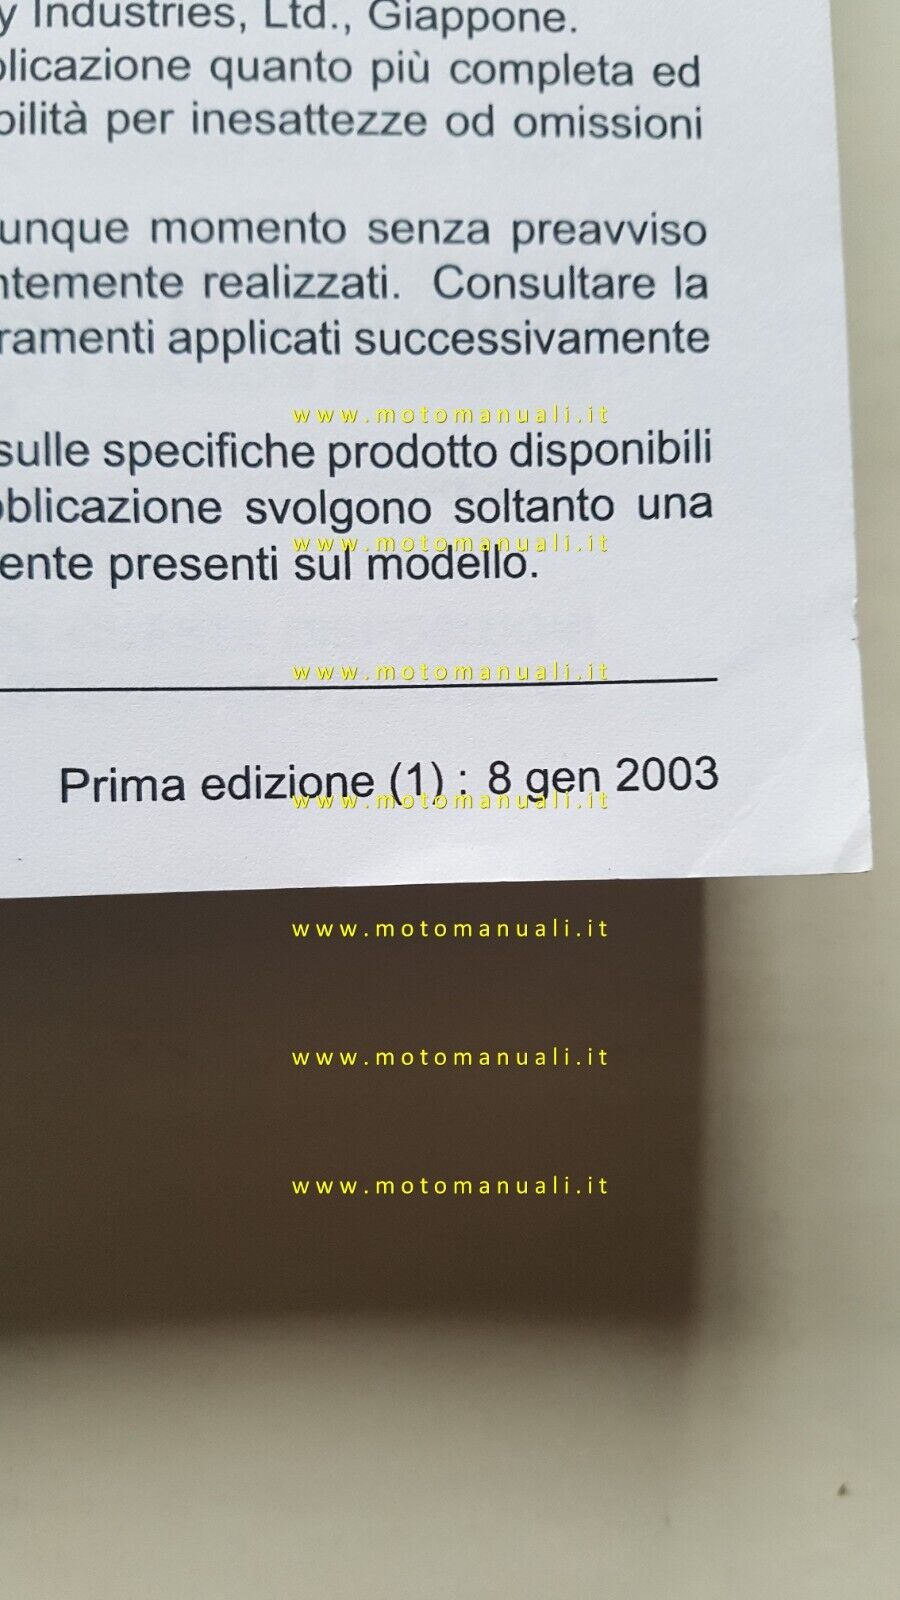 y Industries, Ltd., Giappone.
blicazione quanto più completa ed
bilità per inesattezze od omissioni
unque momento senza preavviso
ntemente realizzati. Consultare la
ramenti applicati successivamente
www.motomanuali.it
sulle specifiche prodotto disponibili
bblicazione svolgono soltanto una
www.motomanuali.it
ente presenti sul modello.
www.motomanuali.it
Prima edizione (1) : 8 gen 2003
www.motomanuali.it
www.motomanuali.it
www.motomanuali.it
www.motomanuali.it